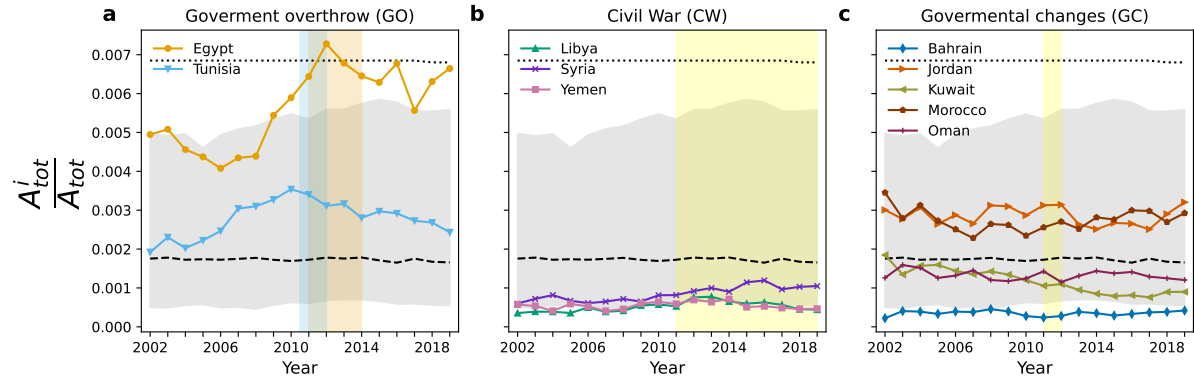 a
Goverment overthrow (GO)
b
Civil War (CW)
c
Govermental changes (GC)
A^i_tot / A_tot
0.007
0.006
0.005
0.004
0.003
0.002
0.001
0.000
Egypt
Tunisia
Libya
Syria
Yemen
Bahrain
Jordan
Kuwait
Morocco
Oman
2002 2006 2010 2014 2018
2002 2006 2010 2014 2018
2002 2006 2010 2014 2018
Year
Year
Year